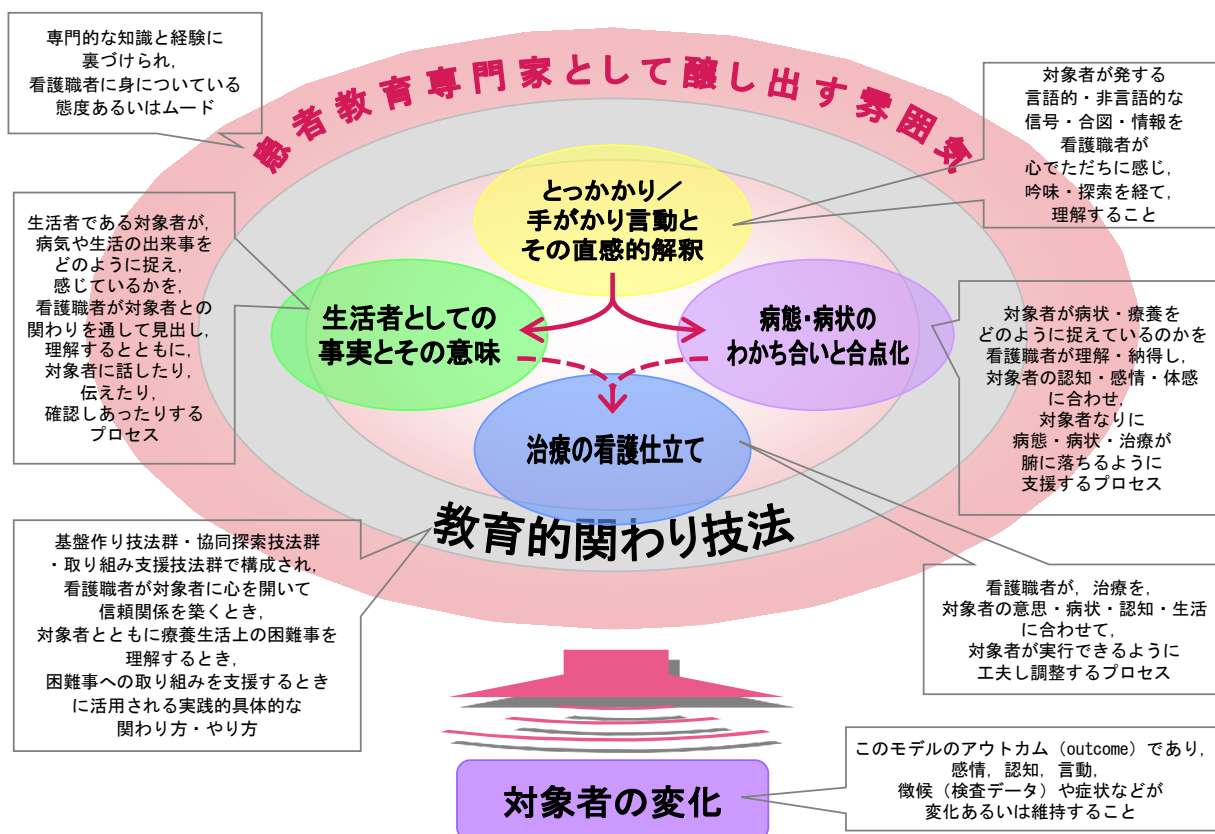 専門的な知識と経験に
裏づけられ,
看護職者に身についている
態度あるいはムード
患者教育専門家として醸し出す雰囲気
対象者が発する
言語的・非言語的な
信号・合図・情報を
看護職者が
心でただちに感じ,
吟味・探索を経て,
理解すること
とっかかり／
手がかり言動と
その直感的解釈
生活者である対象者が,
病気や生活の出来事を
どのように捉え,
感じているかを,
看護職者が対象者との
関わりを通して見出し,
理解するとともに,
対象者に話したり,
伝えたり,
確認しあったりする
プロセス
生活者としての
事実とその意味
病態・病状の
わかち合いと合点化
対象者が病状・療養を
どのように捉えているのかを
看護職者が理解・納得し,
対象者の認知・感情・体感
に合わせ,
対象者なりに
病態・病状・治療が
腑に落ちるように
支援するプロセス
治療の看護仕立て
教育的関わり技法
基盤作り技法群・協同探索技法群
・取り組み支援技法群で構成され,
看護職者が対象者に心を開いて
信頼関係を築くとき,
対象者とともに療養生活上の困難事を
理解するとき,
困難事への取り組みを支援するとき
に活用される実践的具体的な
関わり方・やり方
看護職者が, 治療を,
対象者の意思・病状・認知・生活
に合わせて,
対象者が実行できるように
工夫し調整するプロセス
対象者の変化
このモデルのアウトカム（outcome）であり,
感情, 認知, 言動,
徴候（検査データ）や症状などが
変化あるいは維持すること